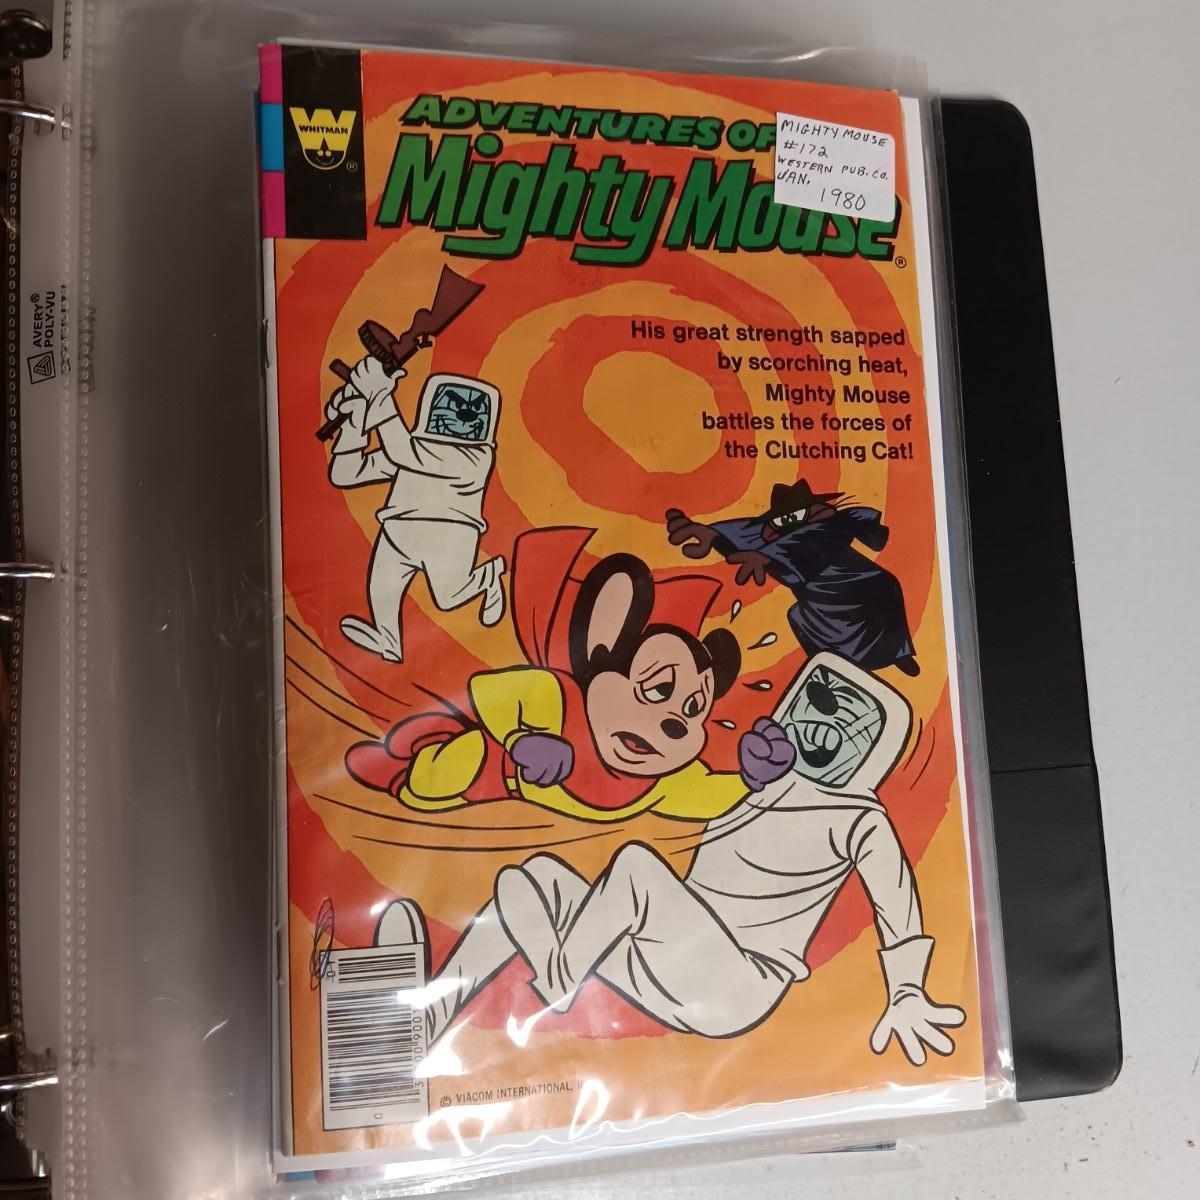 WHITMAN
®
ADVENTURES OF
Mighty Mouse
®
MIGHTY MOUSE
#172
WESTERN PUB. CO.
JAN.
1980
His great strength sapped
by scorching heat,
Mighty Mouse
battles the forces of
the Clutching Cat!
AVERY®
POLY-VU
© VIACOM INTERNATIONAL,